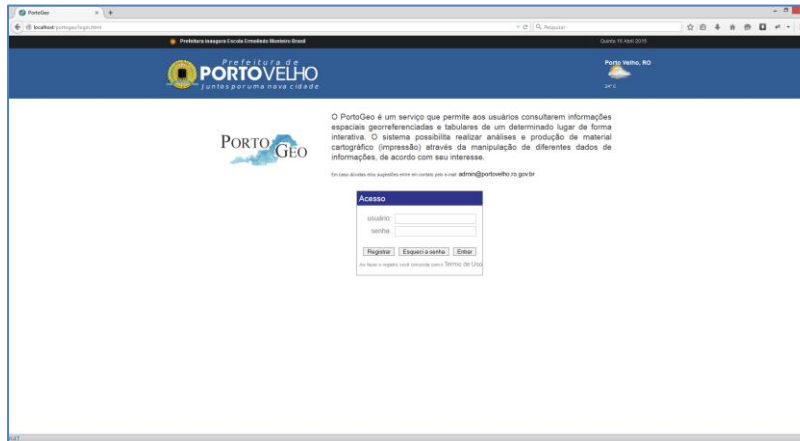 PortoGeo
localhost/portogeo/login.html
Pesquisar
Prefeitura inaugura Escola Ermelindo Monteiro Brasil
Quinta 16 Abril 2015
Prefeitura de
PORTOVELHO
Juntos por uma nova cidade
Porto Velho, RO
24°C
PORTO GEO
O PortoGeo é um serviço que permite aos usuários consultarem informações
espaciais georreferenciadas e tabulares de um determinado lugar de forma
interativa. O sistema possibilita realizar análises e produção de material
cartográfico (impressão) através da manipulação de diferentes dados de
informações, de acordo com seu interesse.
Em caso dúvidas e/ou sugestões entre em contato pelo e-mail: admin@portovelho.ro.gov.br
Acesso
usuário:
senha:
Registrar Esqueci a senha Entrar
Ao fazer o registro você concorda com o Termo de Uso